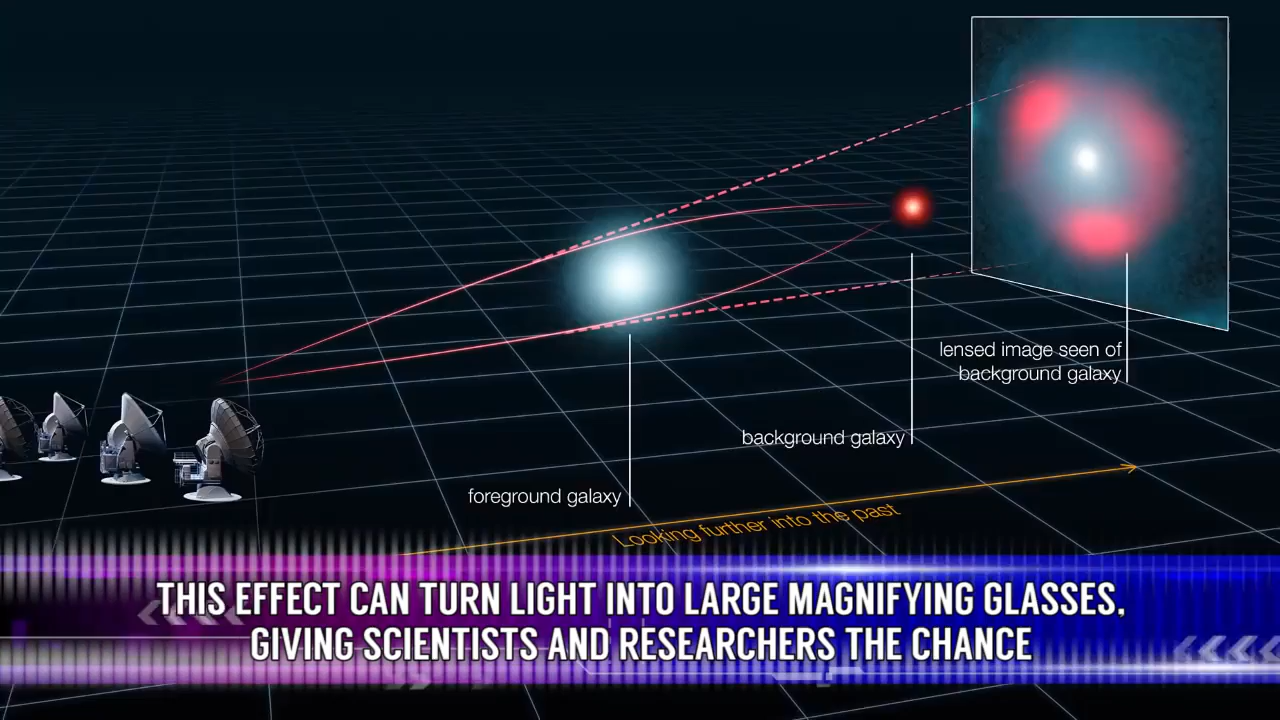 lensed image seen of
background galaxy
background galaxy
foreground galaxy
Looking further into the past
THIS EFFECT CAN TURN LIGHT INTO LARGE MAGNIFYING GLASSES,
GIVING SCIENTISTS AND RESEARCHERS THE CHANCE